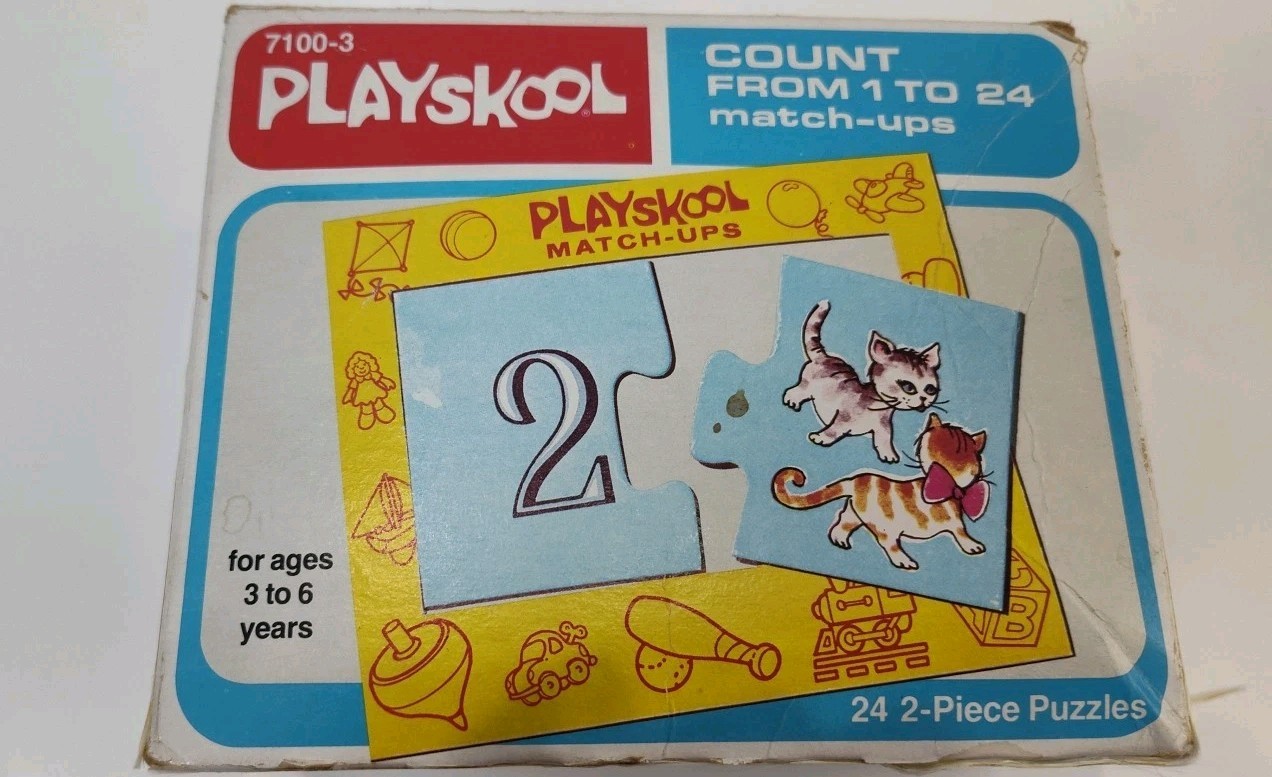 7100-3
PLAYSKOOL®
COUNT
FROM 1 TO 24
match-ups
PLAYSKOOL
MATCH-UPS
2
for ages
3 to 6
years
B C
24 2-Piece Puzzles